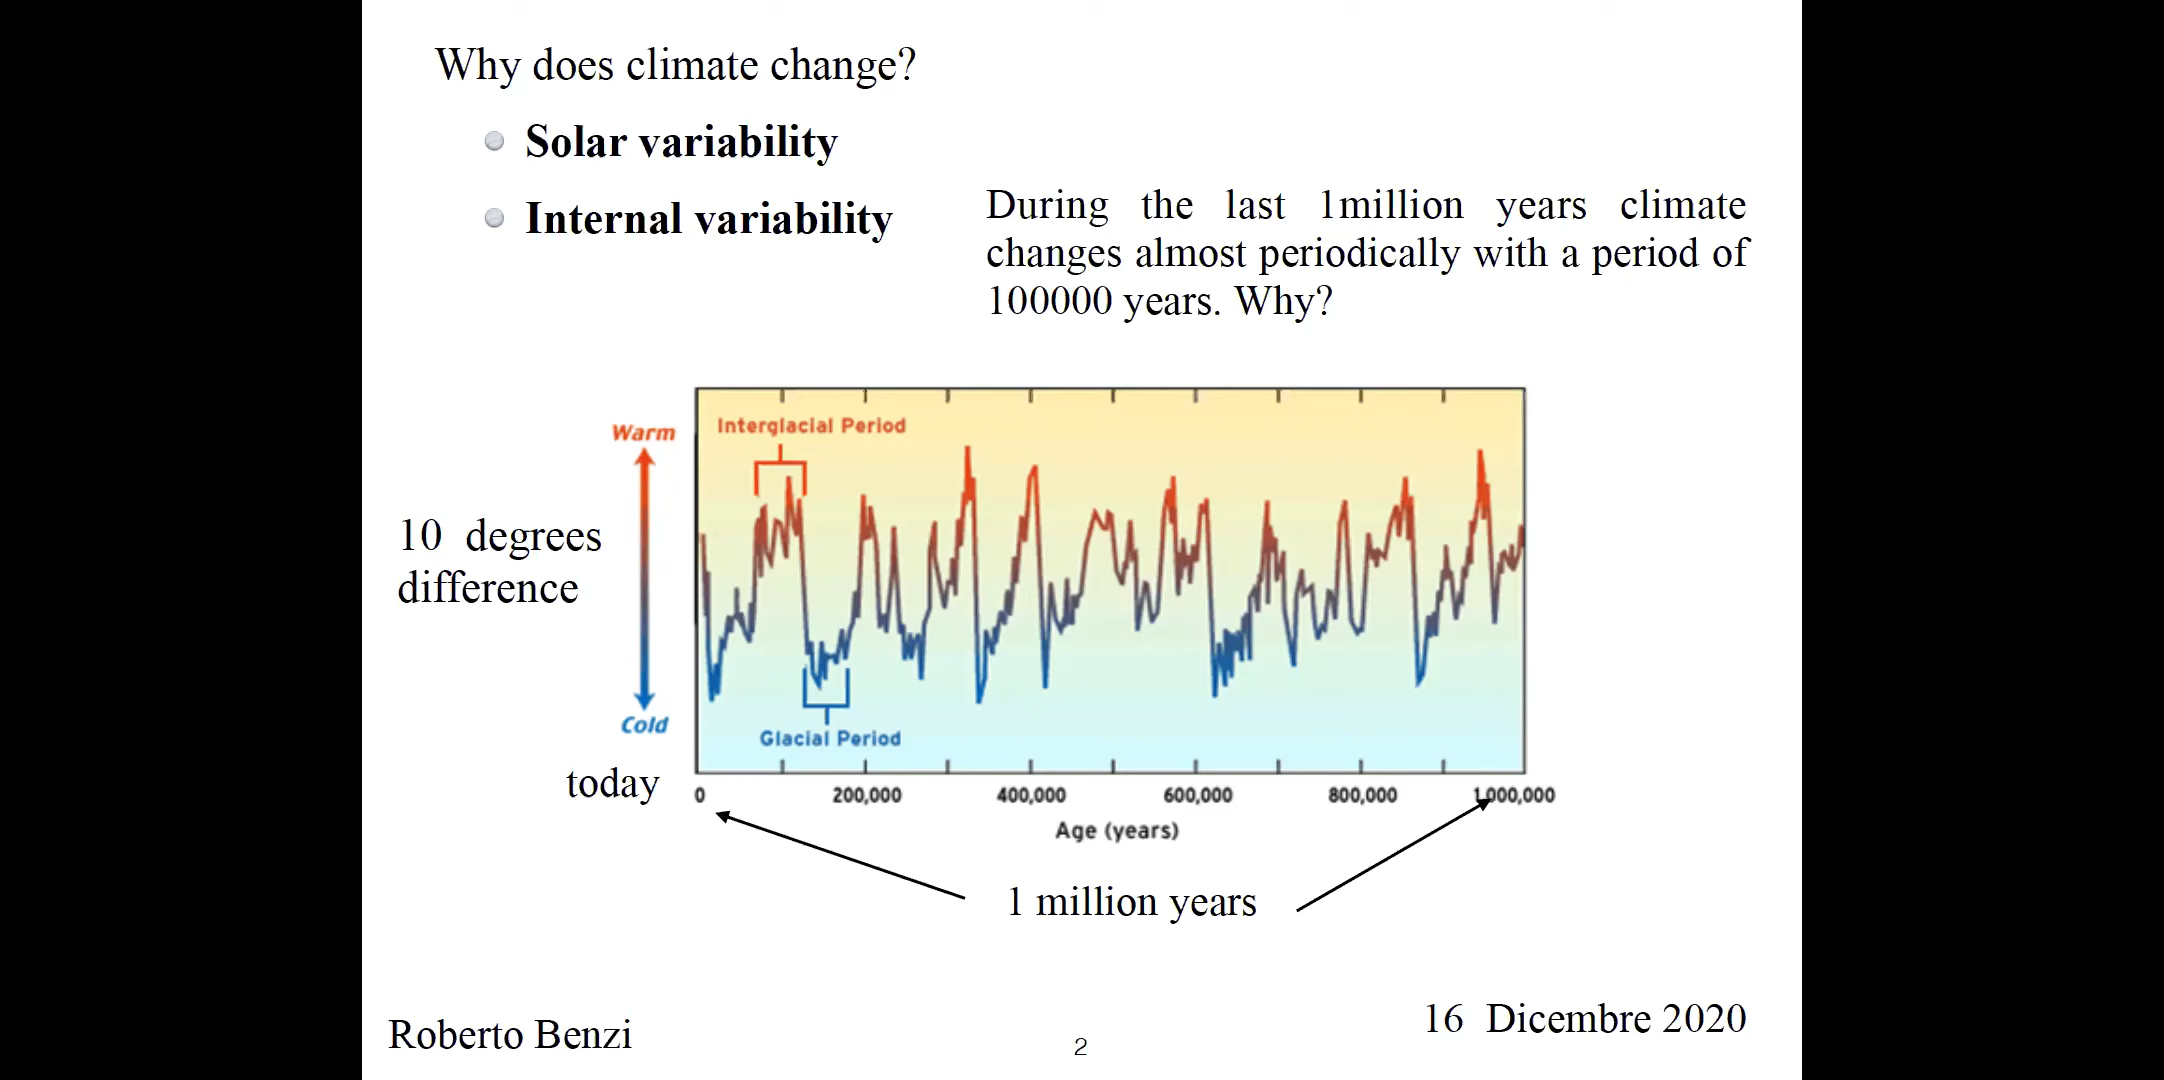 Why does climate change?
Solar variability
Internal variability
During the last 1million years climate
changes almost periodically with a period of
100000 years. Why?
Interglacial Period
Warm
10 degrees
difference
Cold
Glacial Period
today
0 200,000 400,000 600,000 800,000 1,000,000
Age (years)
1 million years
Roberto Benzi
2
16 Dicembre 2020